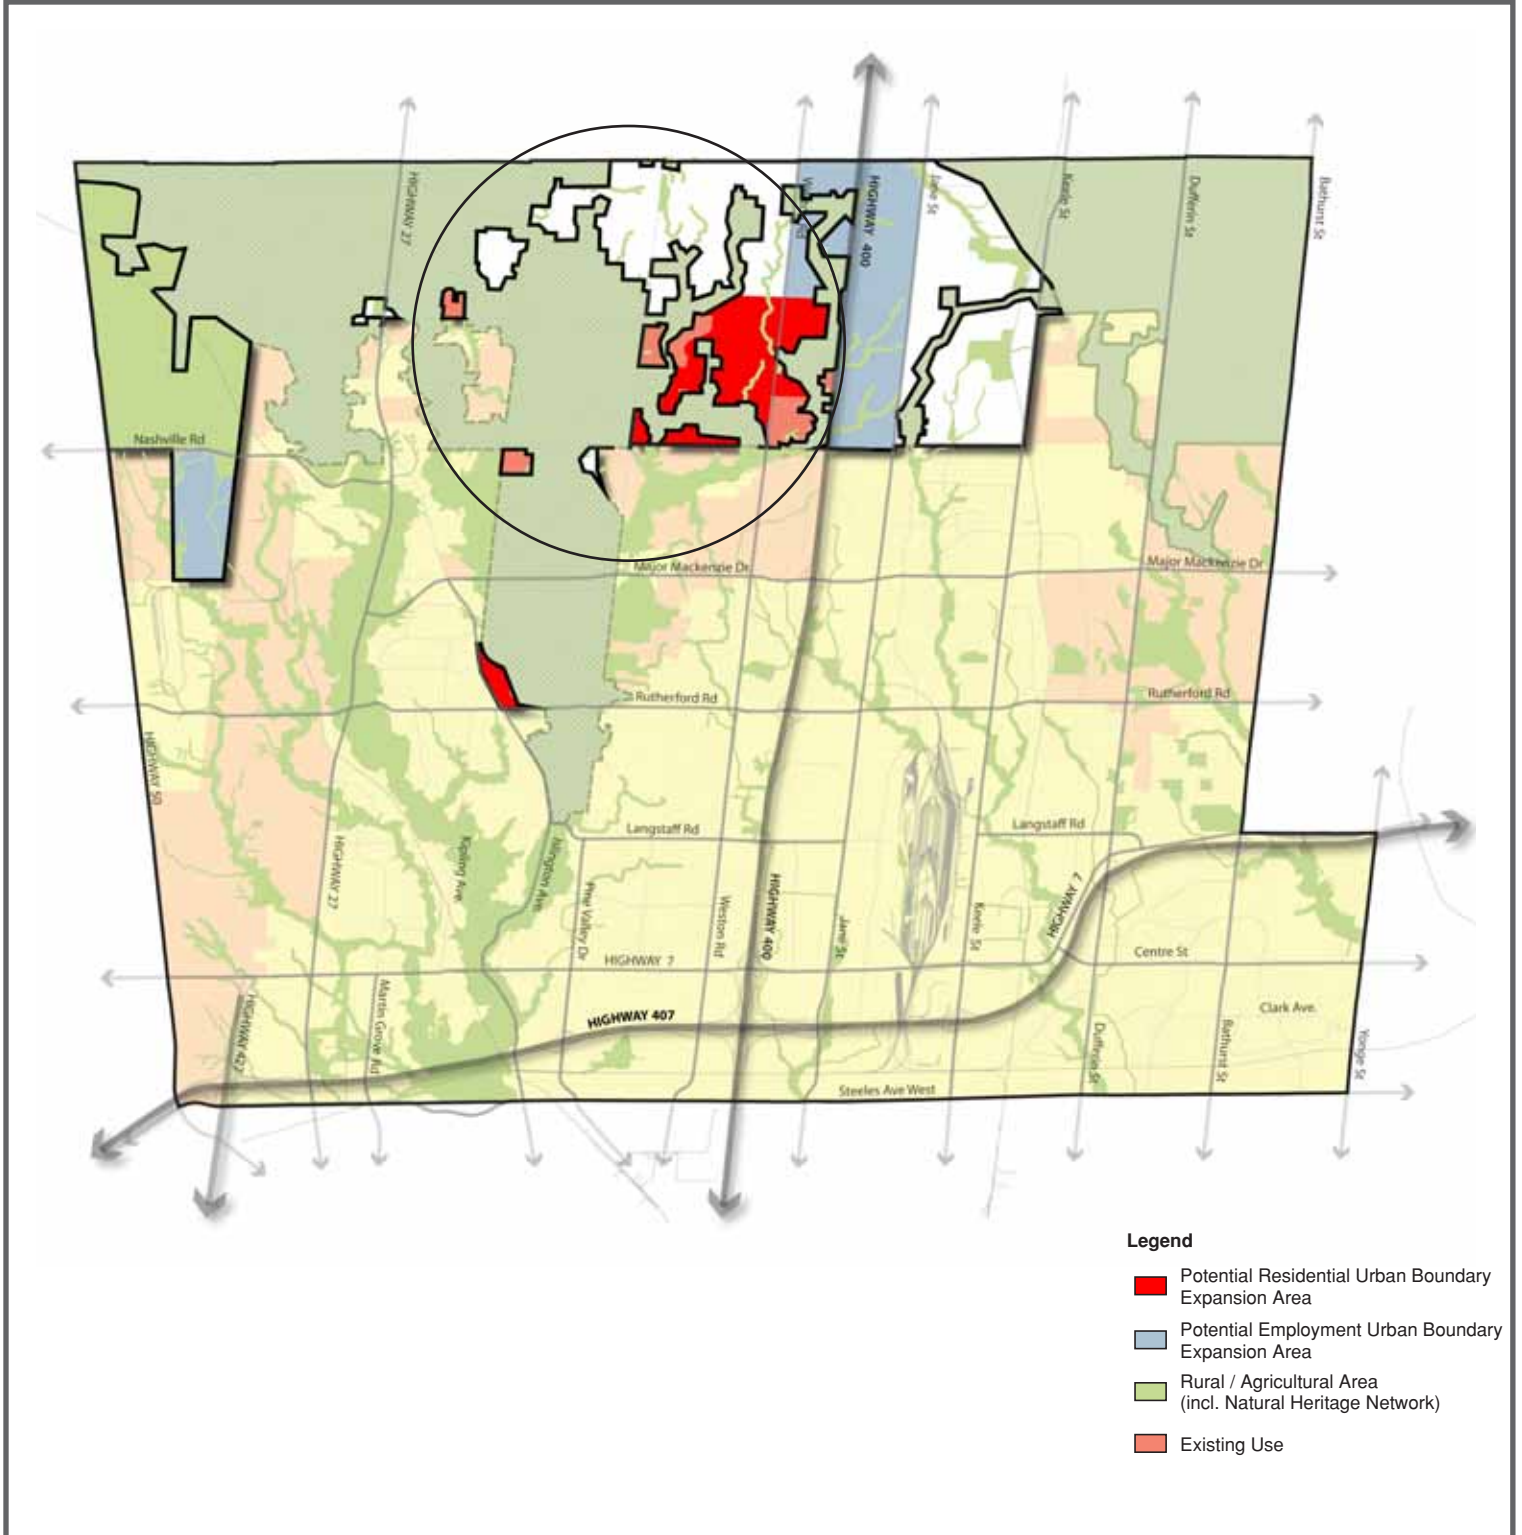 HIGHWAY 27
HIGHWAY 400
Jane St
Keele St
Dufferin St
Bathurst St
Nashville Rd
Major Mackenzie Dr
Major Mackenzie Dr
Rutherford Rd
Rutherford Rd
HIGHWAY 50
Langstaff Rd
Langstaff Rd
HIGHWAY 27
Kipling Ave.
Islington Ave.
Pine Valley Dr
Weston Rd
HIGHWAY 400
Jane St
Keele St
HIGHWAY 7
Centre St
HIGHWAY 7
HIGHWAY 427
Martin Grove Rd
HIGHWAY 407
Clark Ave.
Dufferin St
Bathurst St
Yonge St
Steeles Ave West
Legend
Potential Residential Urban Boundary
Expansion Area
Potential Employment Urban Boundary
Expansion Area
Rural / Agricultural Area
(incl. Natural Heritage Network)
Existing Use